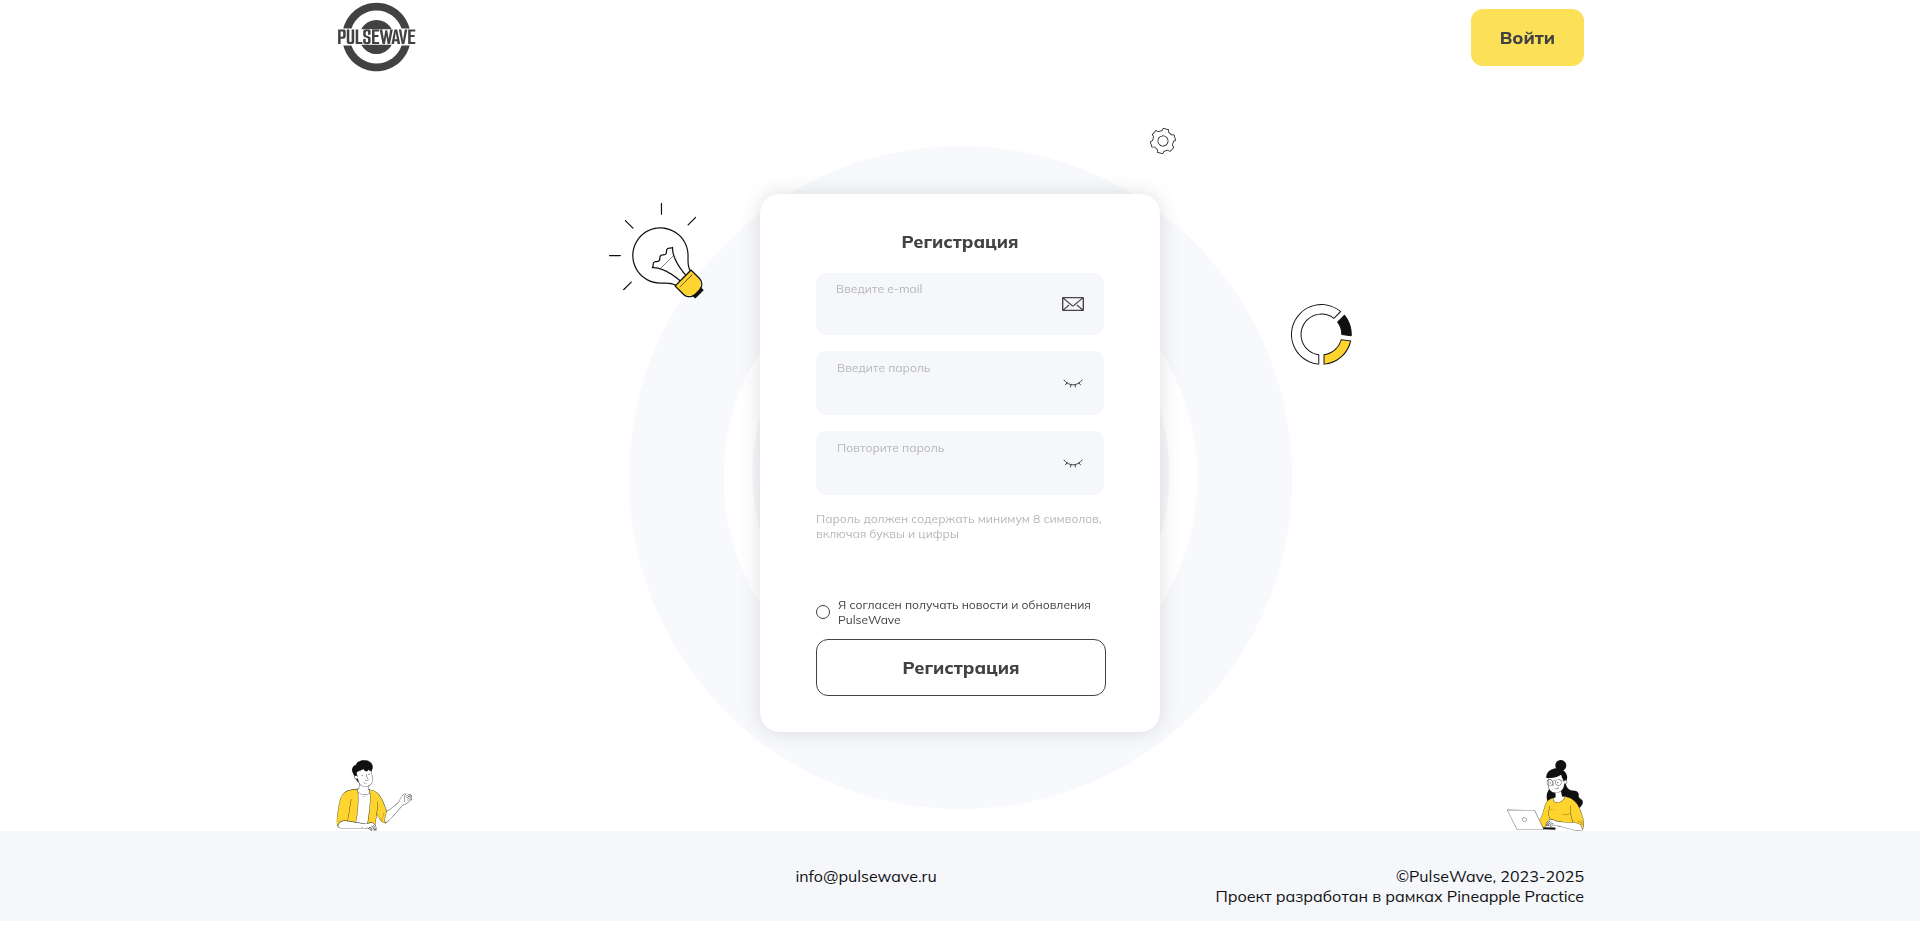 PULSEWAVE
Войти
Регистрация
Введите e-mail
Введите пароль
Повторите пароль
Пароль должен содержать минимум 8 символов,
включая буквы и цифры
Я согласен получать новости и обновления
PulseWave
Регистрация
info@pulsewave.ru
©PulseWave, 2023-2025
Проект разработан в рамках Pineapple Practice